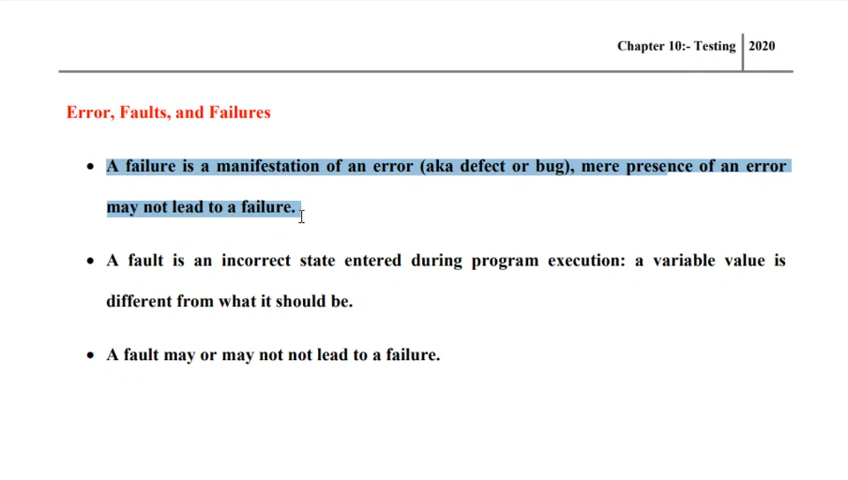 Chapter 10:- Testing 2020
Error, Faults, and Failures
• A failure is a manifestation of an error (aka defect or bug), mere presence of an error
may not lead to a failure.
• A fault is an incorrect state entered during program execution: a variable value is
different from what it should be.
• A fault may or may not not lead to a failure.